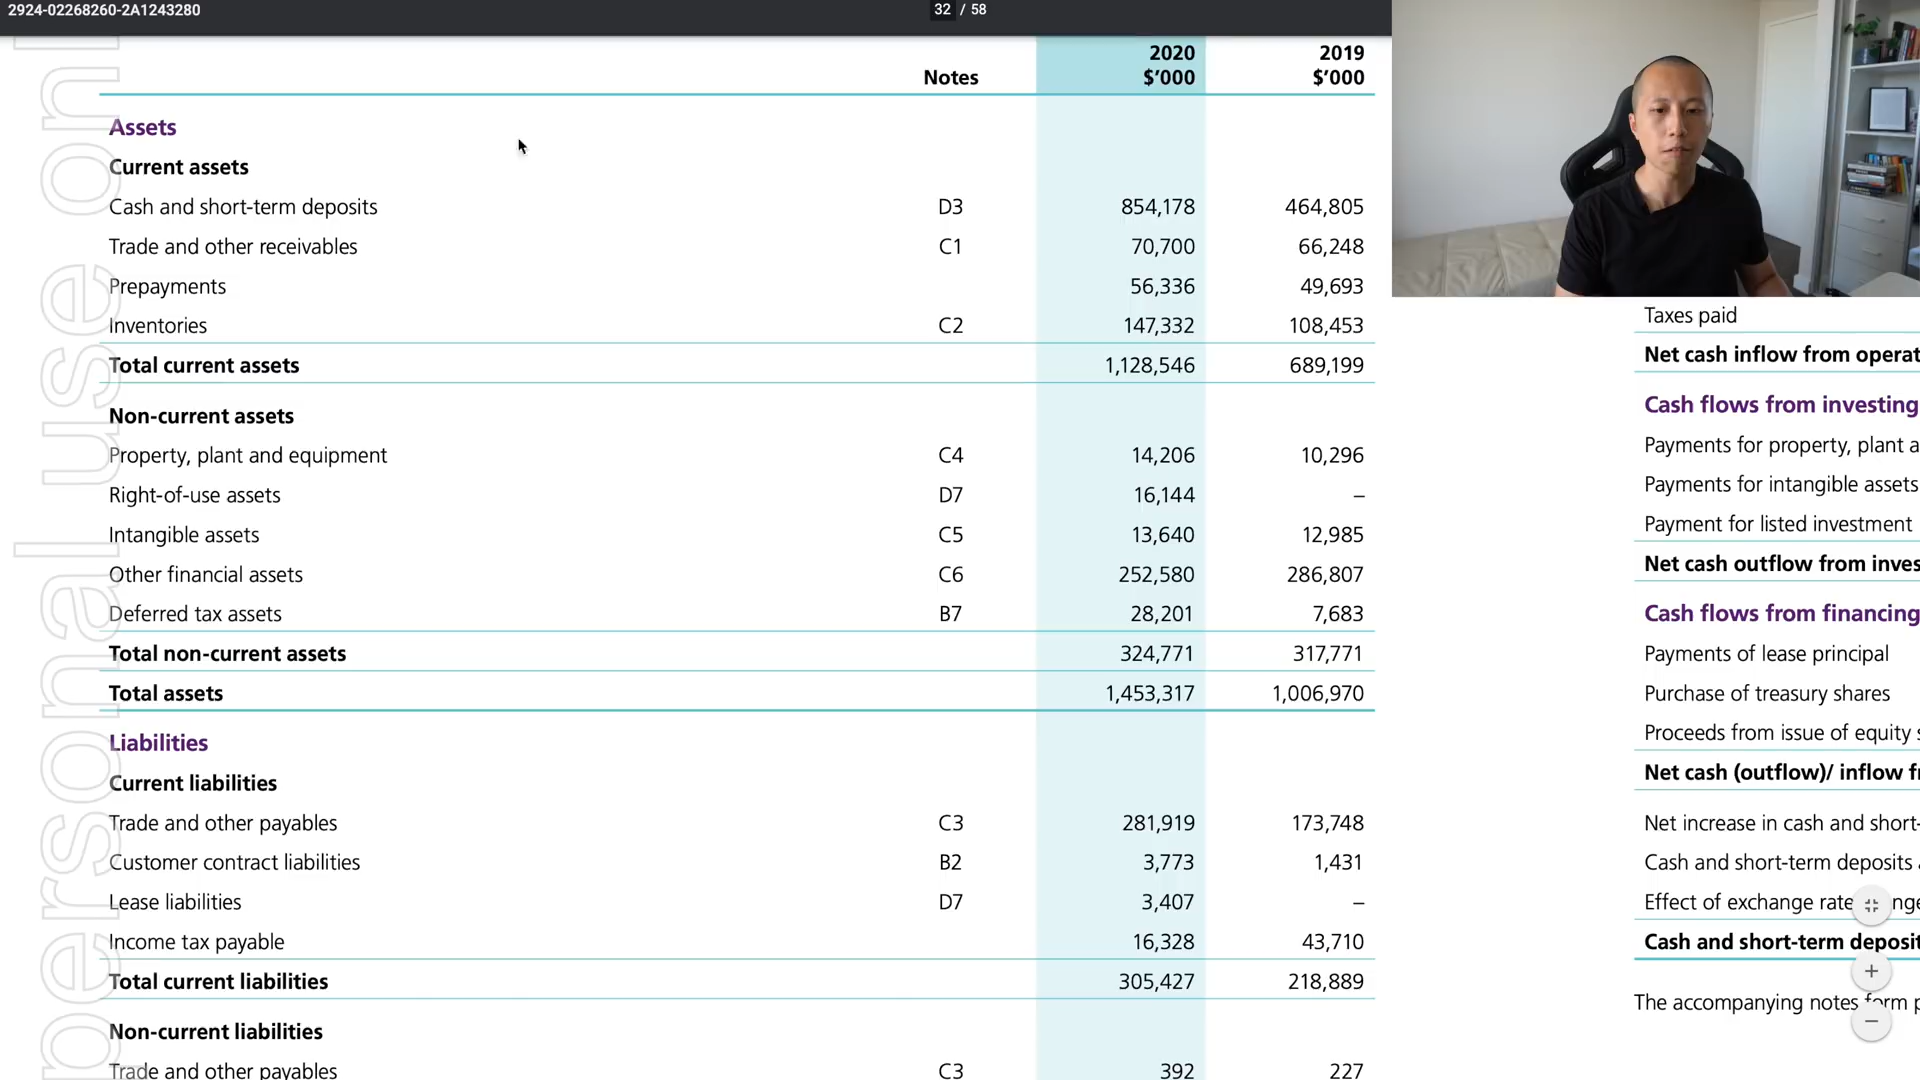 2924-02268260-2A1243280
32 / 58
2020 2019
Notes $’000 $’000
Assets
Current assets
Cash and short-term deposits D3 854,178 464,805
Trade and other receivables C1 70,700 66,248
Prepayments 56,336 49,693
Inventories C2 147,332 108,453
Total current assets 1,128,546 689,199
Non-current assets
Property, plant and equipment C4 14,206 10,296
Right-of-use assets D7 16,144 –
Intangible assets C5 13,640 12,985
Other financial assets C6 252,580 286,807
Deferred tax assets B7 28,201 7,683
Total non-current assets 324,771 317,771
Total assets 1,453,317 1,006,970
Liabilities
Current liabilities
Trade and other payables C3 281,919 173,748
Customer contract liabilities B2 3,773 1,431
Lease liabilities D7 3,407 –
Income tax payable 16,328 43,710
Total current liabilities 305,427 218,889
Non-current liabilities
Trade and other payables C3 392 227
personal use on
Taxes paid
Net cash inflow from operat
Cash flows from investing
Payments for property, plant a
Payments for intangible assets
Payment for listed investment
Net cash outflow from inves
Cash flows from financing
Payments of lease principal
Purchase of treasury shares
Proceeds from issue of equity s
Net cash (outflow)/ inflow fr
Net increase in cash and short-
Cash and short-term deposits
Effect of exchange rate
Cash and short-term deposit
The accompanying notes form p